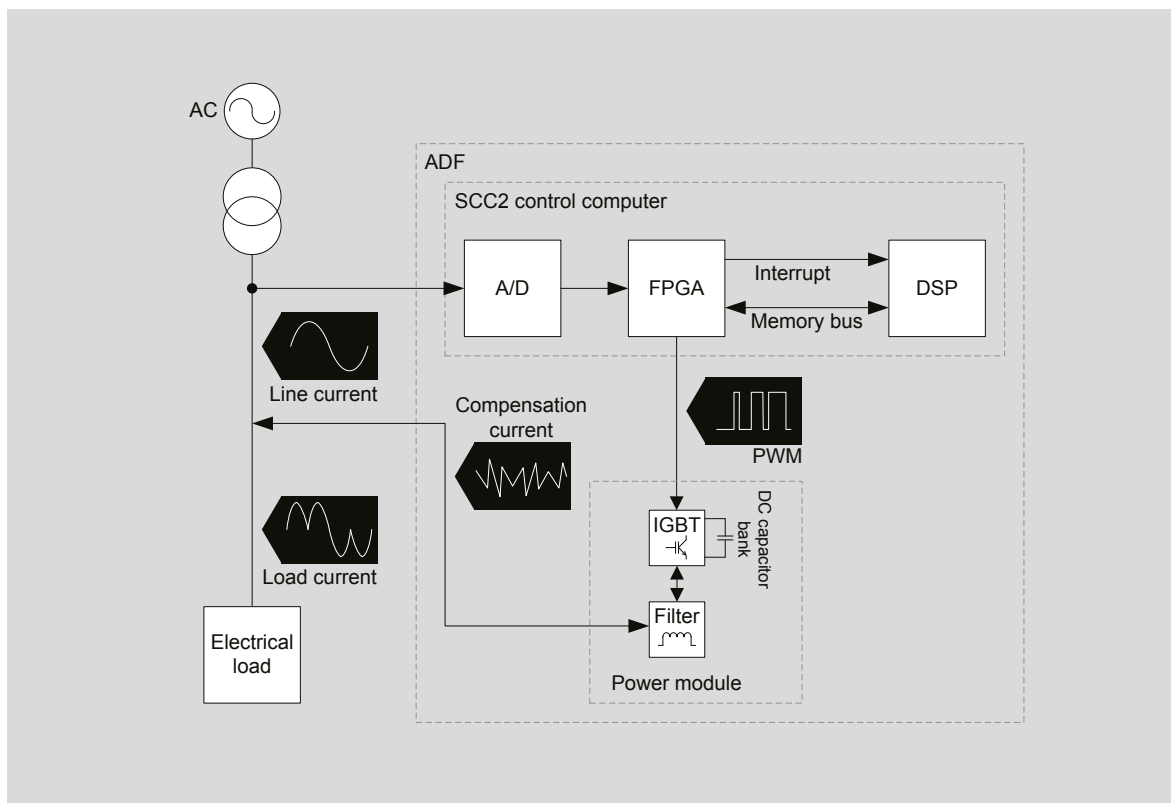 AC
ADF
SCC2 control computer
A/D
FPGA
Interrupt
Memory bus
DSP
Line current
Compensation
current
PWM
Load current
IGBT
DC capacitor
bank
Filter
Electrical
load
Power module